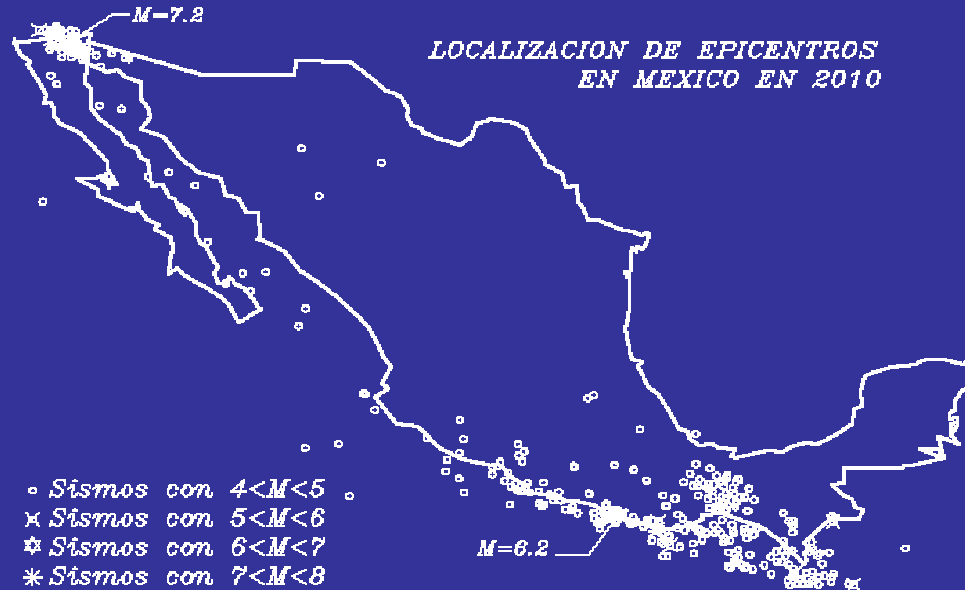 M=7.2
LOCALIZACION DE EPICENTROS
EN MEXICO EN 2010
Sismos con 4<M<5
Sismos con 5<M<6
Sismos con 6<M<7
Sismos con 7<M<8
M=6.2